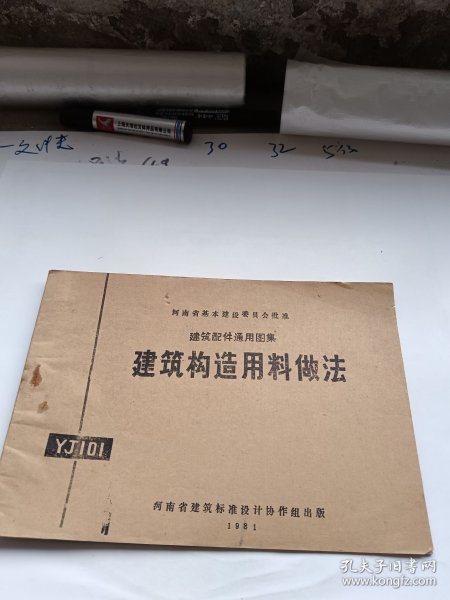 30 32
河南省基本建设委员会批准
建筑配件通用图集
建筑构造用料做法
YJ101
河南省建筑标准设计协作组出版
1981
孔夫子旧书网
www.kongfz.com